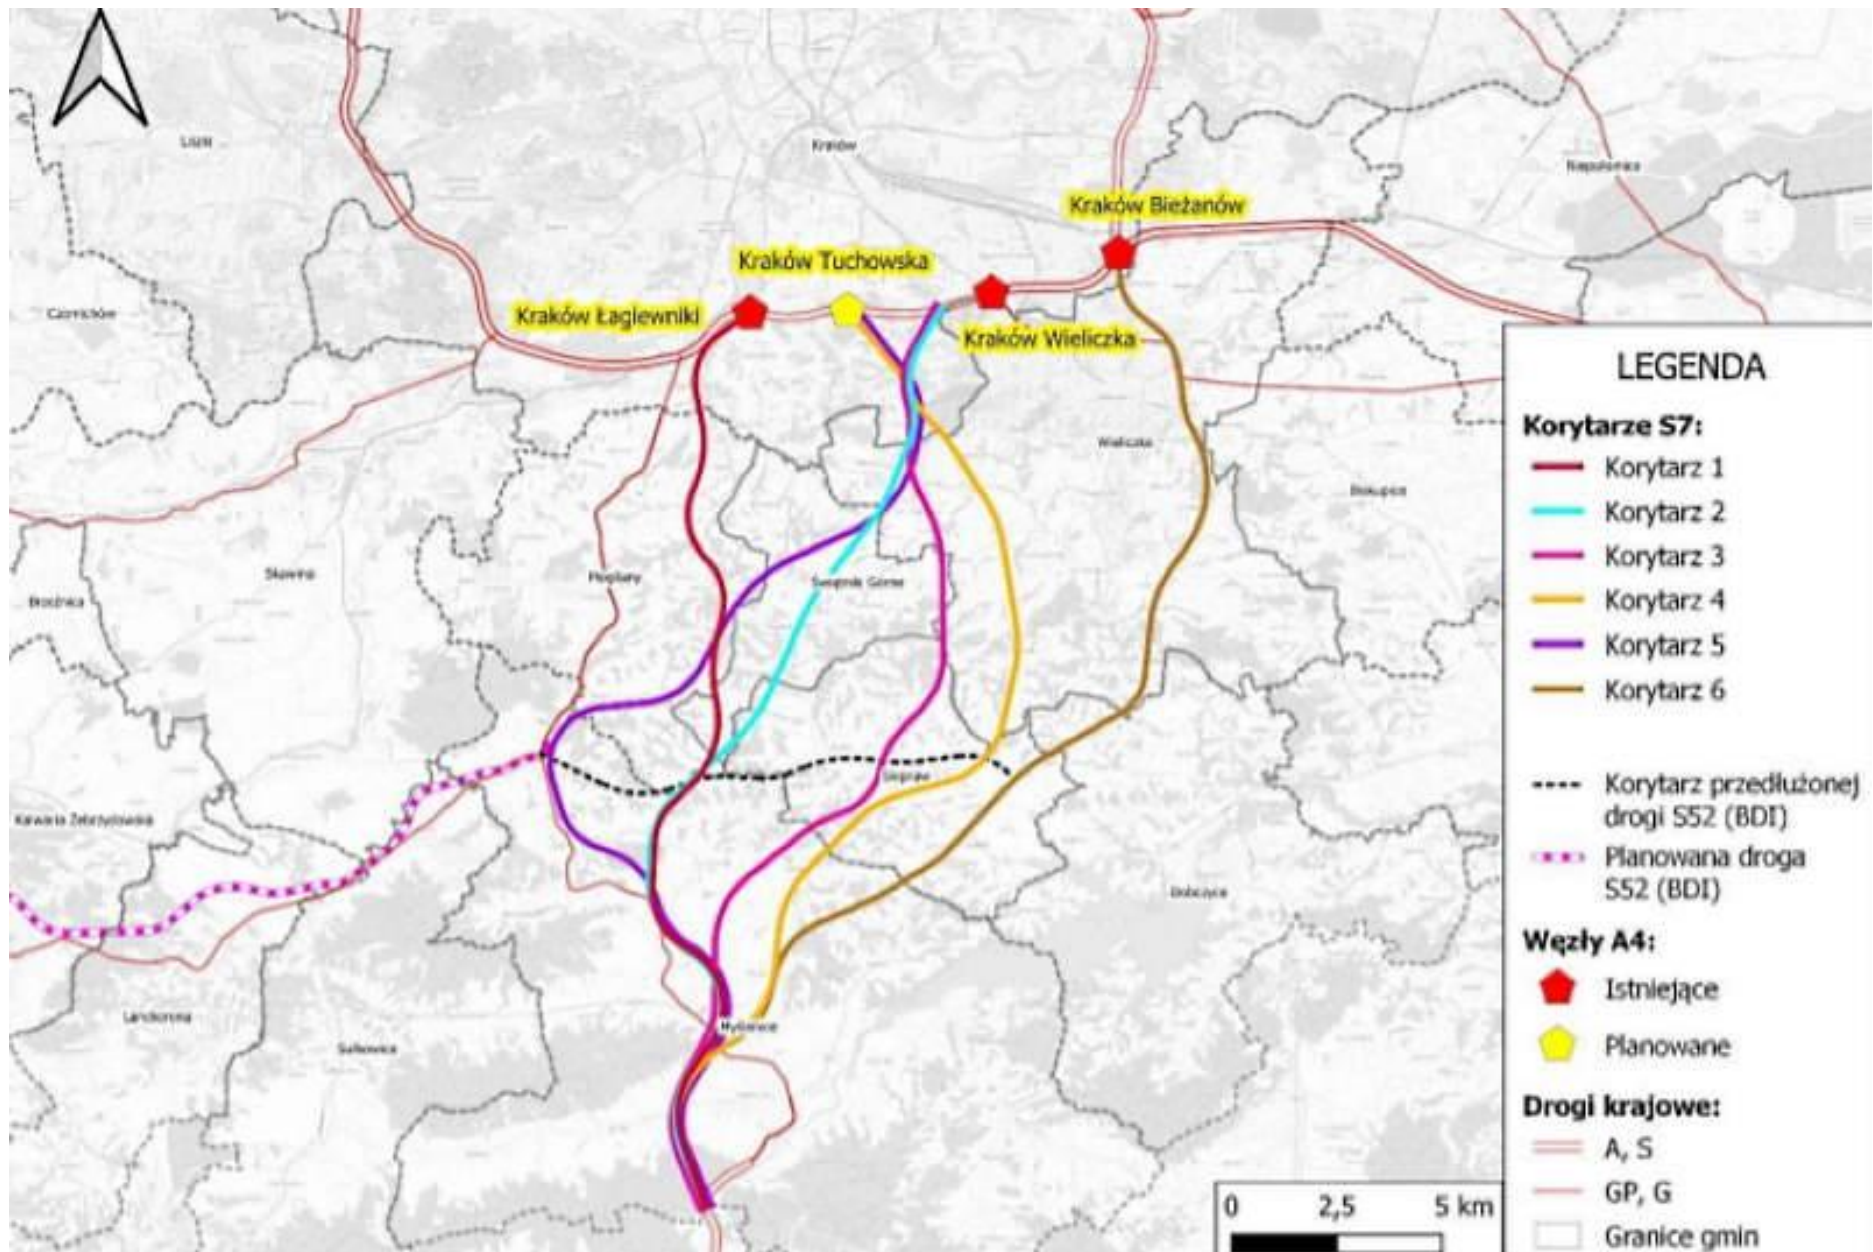 Liszki
Kraków
Niepołomice
Kraków Bieżanów
Kraków Tuchowska
Czernichów
Kraków Łagiewniki
Kraków Wieliczka
LEGENDA
Korytarze S7:
Korytarz 1
Korytarz 2
Korytarz 3
Korytarz 4
Korytarz 5
Korytarz 6
Wieliczka
Biskupice
Skawina
Mogilany
Świątniki Górne
Brzeźnica
Siepraw
Kalwaria Zebrzydowska
Korytarz przedłużonej
drogi S52 (BDI)
Planowana droga
S52 (BDI)
Dobczyce
Węzły A4:
Istniejące
Planowane
Lanckorona
Sułkowice
Myślenice
Drogi krajowe:
A, S
GP, G
Granice gmin
0 2,5 5 km